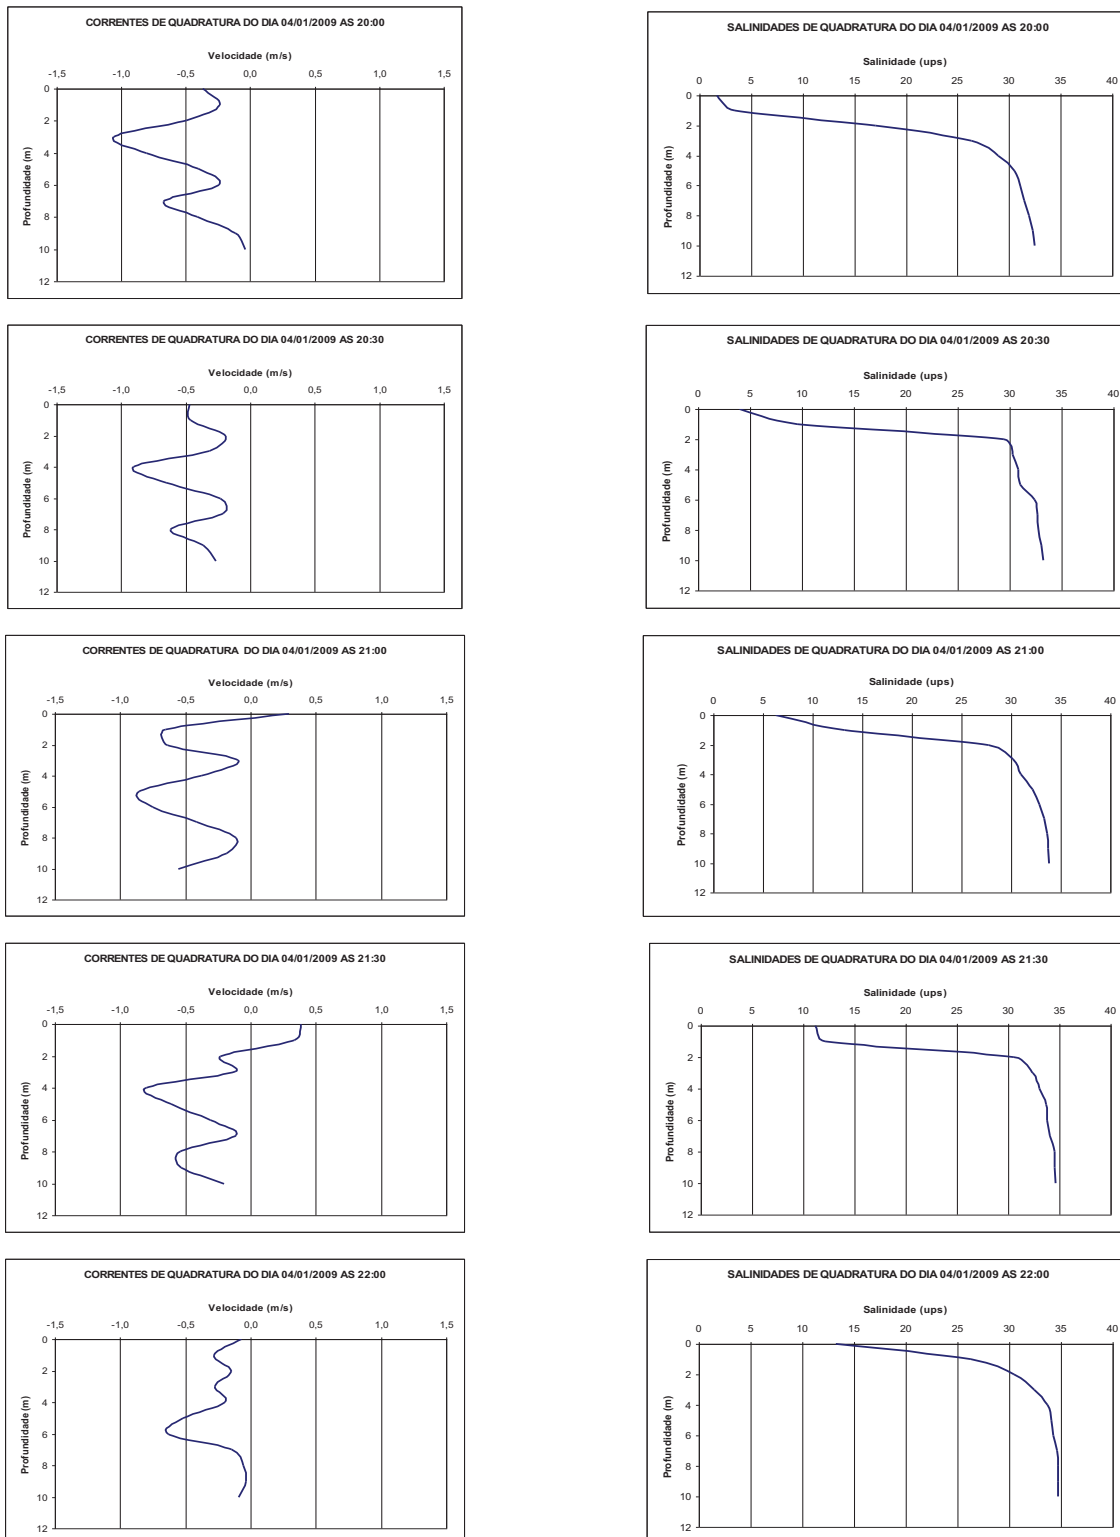 CORRENTES DE QUADRATURA DO DIA 04/01/2009 AS 20:00
Velocidade (m/s)
-1,5 -1,0 -0,5 0,0 0,5 1,0 1,5
0
2
4
6
8
10
12
Profundidade (m)
SALINIDADES DE QUADRATURA DO DIA 04/01/2009 AS 20:00
Salinidade (ups)
0 5 10 15 20 25 30 35 40
0
2
4
6
8
10
12
Profundidade (m)
CORRENTES DE QUADRATURA DO DIA 04/01/2009 AS 20:30
Velocidade (m/s)
-1,5 -1,0 -0,5 0,0 0,5 1,0 1,5
0
2
4
6
8
10
12
Profundidade (m)
SALINIDADES DE QUADRATURA DO DIA 04/01/2009 AS 20:30
Salinidade (ups)
0 5 10 15 20 25 30 35 40
0
2
4
6
8
10
12
Profundidade (m)
CORRENTES DE QUADRATURA DO DIA 04/01/2009 AS 21:00
Velocidade (m/s)
-1,5 -1,0 -0,5 0,0 0,5 1,0 1,5
0
2
4
6
8
10
12
Profundidade (m)
SALINIDADES DE QUADRATURA DO DIA 04/01/2009 AS 21:00
Salinidade (ups)
0 5 10 15 20 25 30 35 40
0
2
4
6
8
10
12
Profundidade (m)
CORRENTES DE QUADRATURA DO DIA 04/01/2009 AS 21:30
Velocidade (m/s)
-1,5 -1,0 -0,5 0,0 0,5 1,0 1,5
0
2
4
6
8
10
12
Profundidade (m)
SALINIDADES DE QUADRATURA DO DIA 04/01/2009 AS 21:30
Salinidade (ups)
0 5 10 15 20 25 30 35 40
0
2
4
6
8
10
12
Profundidade (m)
CORRENTES DE QUADRATURA DO DIA 04/01/2009 AS 22:00
Velocidade (m/s)
-1,5 -1,0 -0,5 0,0 0,5 1,0 1,5
0
2
4
6
8
10
12
Profundidade (m)
SALINIDADES DE QUADRATURA DO DIA 04/01/2009 AS 22:00
Salinidade (ups)
0 5 10 15 20 25 30 35 40
0
2
4
6
8
10
12
Profundidade (m)